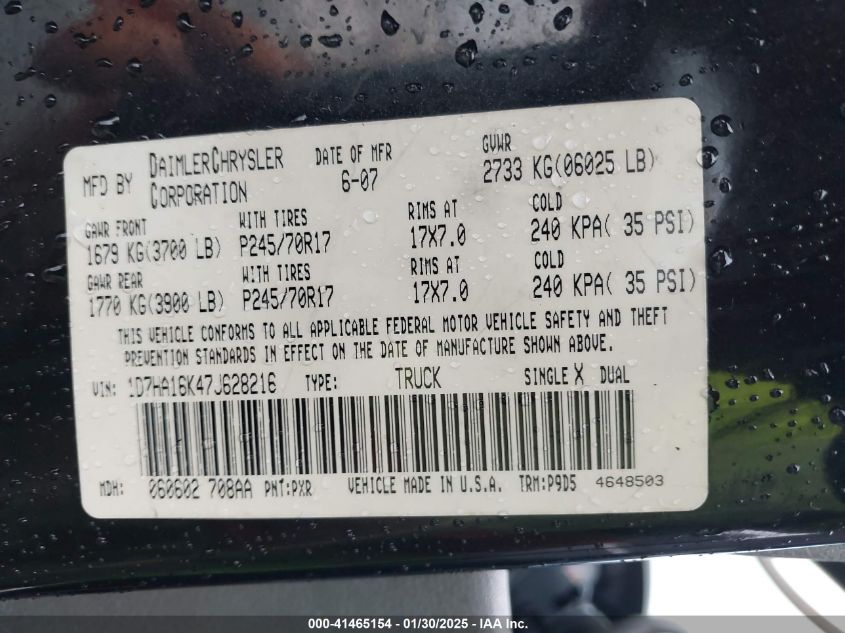 MFD BY DAIMLERCHRYSLER CORPORATION
DATE OF MFR 6-07
GVWR 2733 KG(06025 LB)
GAWR FRONT WITH TIRES RIMS AT COLD
1679 KG(3700 LB) P245/70R17 17X7.0 240 KPA( 35 PSI)
GAWR REAR WITH TIRES RIMS AT COLD
1770 KG(3900 LB) P245/70R17 17X7.0 240 KPA( 35 PSI)
THIS VEHICLE CONFORMS TO ALL APPLICABLE FEDERAL MOTOR VEHICLE SAFETY AND THEFT
PREVENTION STANDARDS IN EFFECT ON THE DATE OF MANUFACTURE SHOWN ABOVE.
VIN: 1D7HA16K47J628216 TYPE: TRUCK SINGLE X DUAL
MDH: 060602 708AA PNT:PXR VEHICLE MADE IN U.S.A. TRM:P9D5 4648503
000-41465154 - 01/30/2025 - IAA Inc.